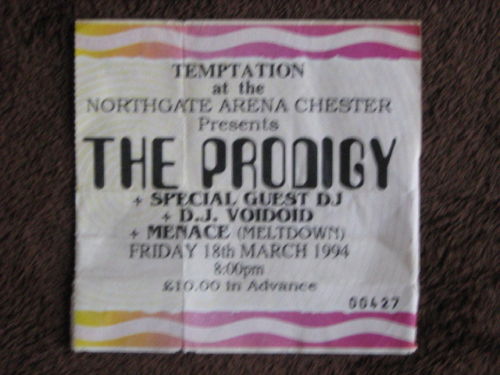 TEMPTATION
at the
NORTHGATE ARENA CHESTER
Presents
THE PRODIGY
+ SPECIAL GUEST DJ
+ D.J. VOIDOID
+ MENACE (MELTDOWN)
FRIDAY 18th MARCH 1994
8:00pm
£10.00 in Advance
00427